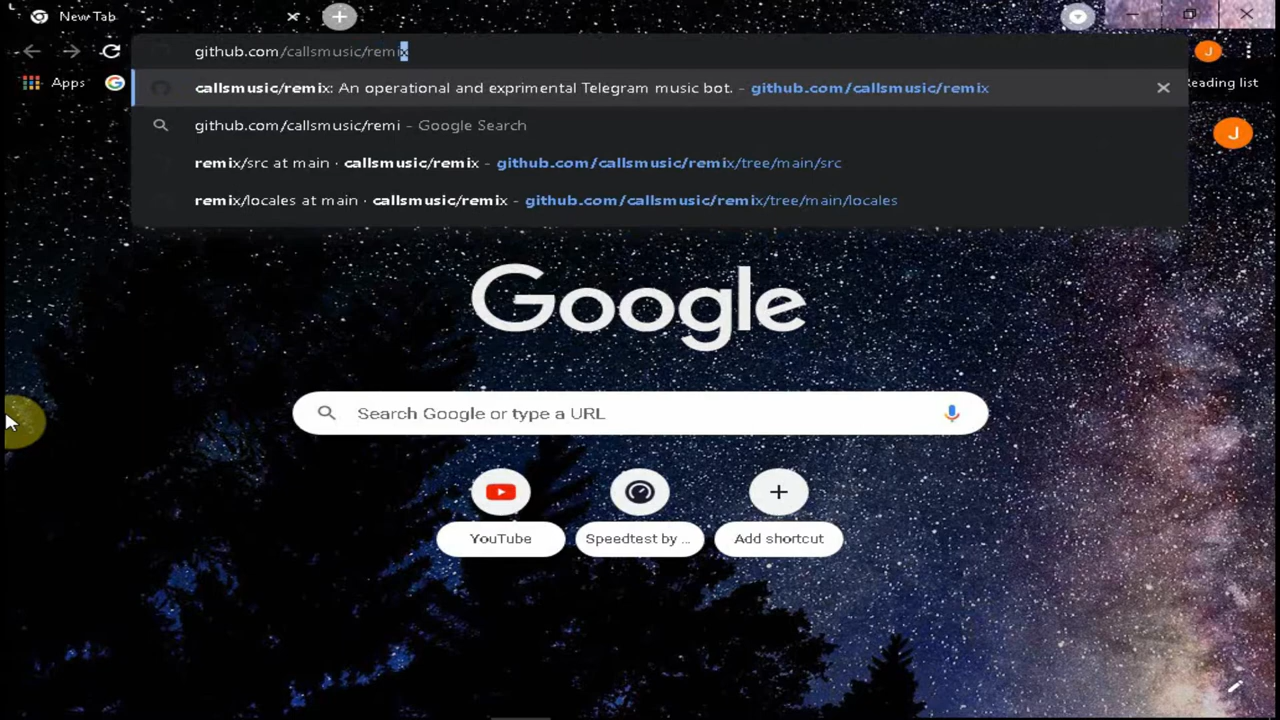 New Tab
github.com/callsmusic/remix
Apps
Reading list
callsmusic/remix: An operational and exprimental Telegram music bot. - github.com/callsmusic/remix
github.com/callsmusic/remi - Google Search
J
remix/src at main · callsmusic/remix - github.com/callsmusic/remix/tree/main/src
remix/locales at main · callsmusic/remix - github.com/callsmusic/remix/tree/main/locales
J
Google
Search Google or type a URL
YouTube
Speedtest by ...
Add shortcut